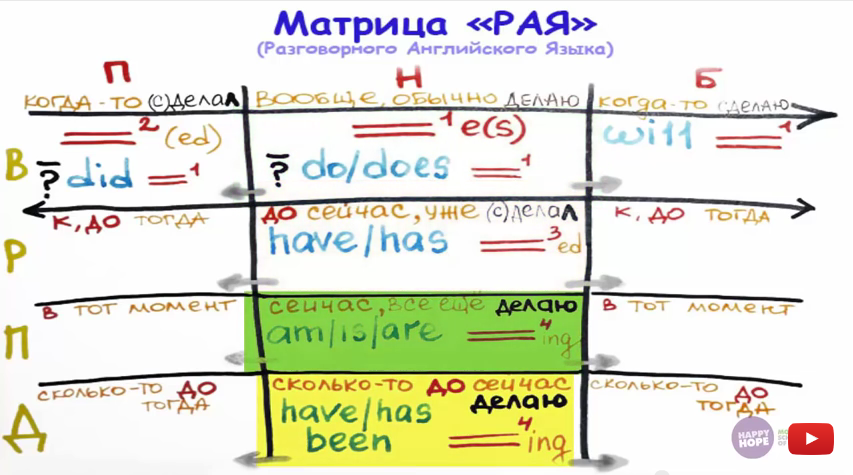 Матрица «РАЯ»
(Разговорного Английского Языка)
П Н Б
КОГДА-ТО (С)ДЕЛАЛ ВООБЩЕ, ОБЫЧНО ДЕЛАЮ КОГДА-ТО СДЕЛАЮ
2 (ed) 1 e(s) will 1
В ? did 1 ? do/does 1
К, ДО ТОГДА ДО СЕЙЧАС, УЖЕ (С)ДЕЛАЛ К, ДО ТОГДА
Р have/has 3 ed
В ТОТ МОМЕНТ СЕЙЧАС, ВСЕ ЕЩЁ ДЕЛАЮ В ТОТ МОМЕНТ
П am/is/are 4 ing
СКОЛЬКО-ТО ДО ТОГДА СКОЛЬКО-ТО ДО СЕЙЧАС ДЕЛАЮ СКОЛЬКО-ТО ДО ТОГДА
Д have/has been 4 ing
HAPPY HOPE